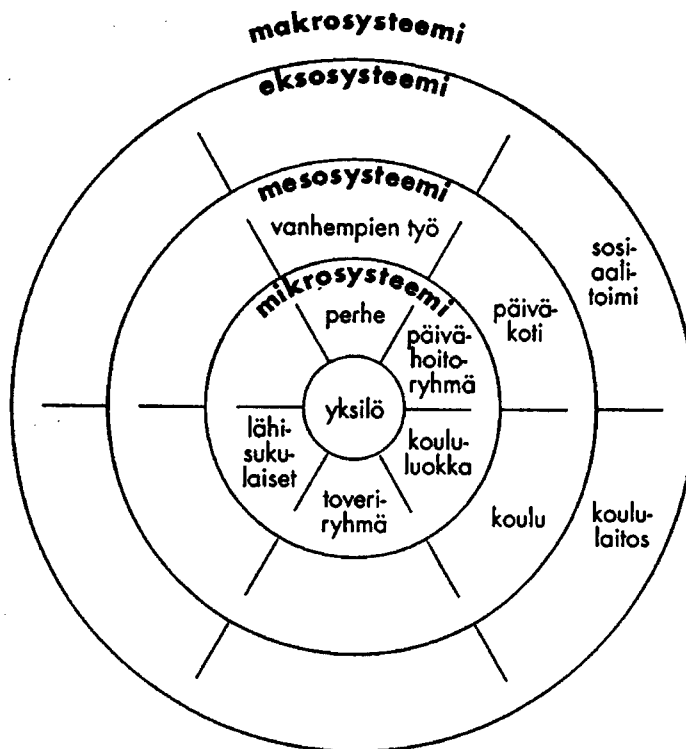 makrosysteemi
eksosysteemi
mesosysteemi
vanhempien työ
mikrosysteemi
perhe
sosi-
aali-
toimi
päivä-
koti
päivä-
hoito-
ryhmä
yksilö
lähi-
suku-
laiset
koulu-
luokka
toveri-
ryhmä
koulu
koulu-
laitos